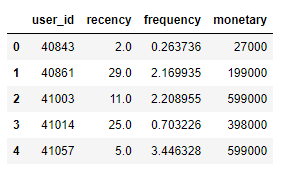 user_id recency frequency monetary
0 40843 2.0 0.263736 27000
1 40861 29.0 2.169935 199000
2 41003 11.0 2.208955 599000
3 41014 25.0 0.703226 398000
4 41057 5.0 3.446328 599000